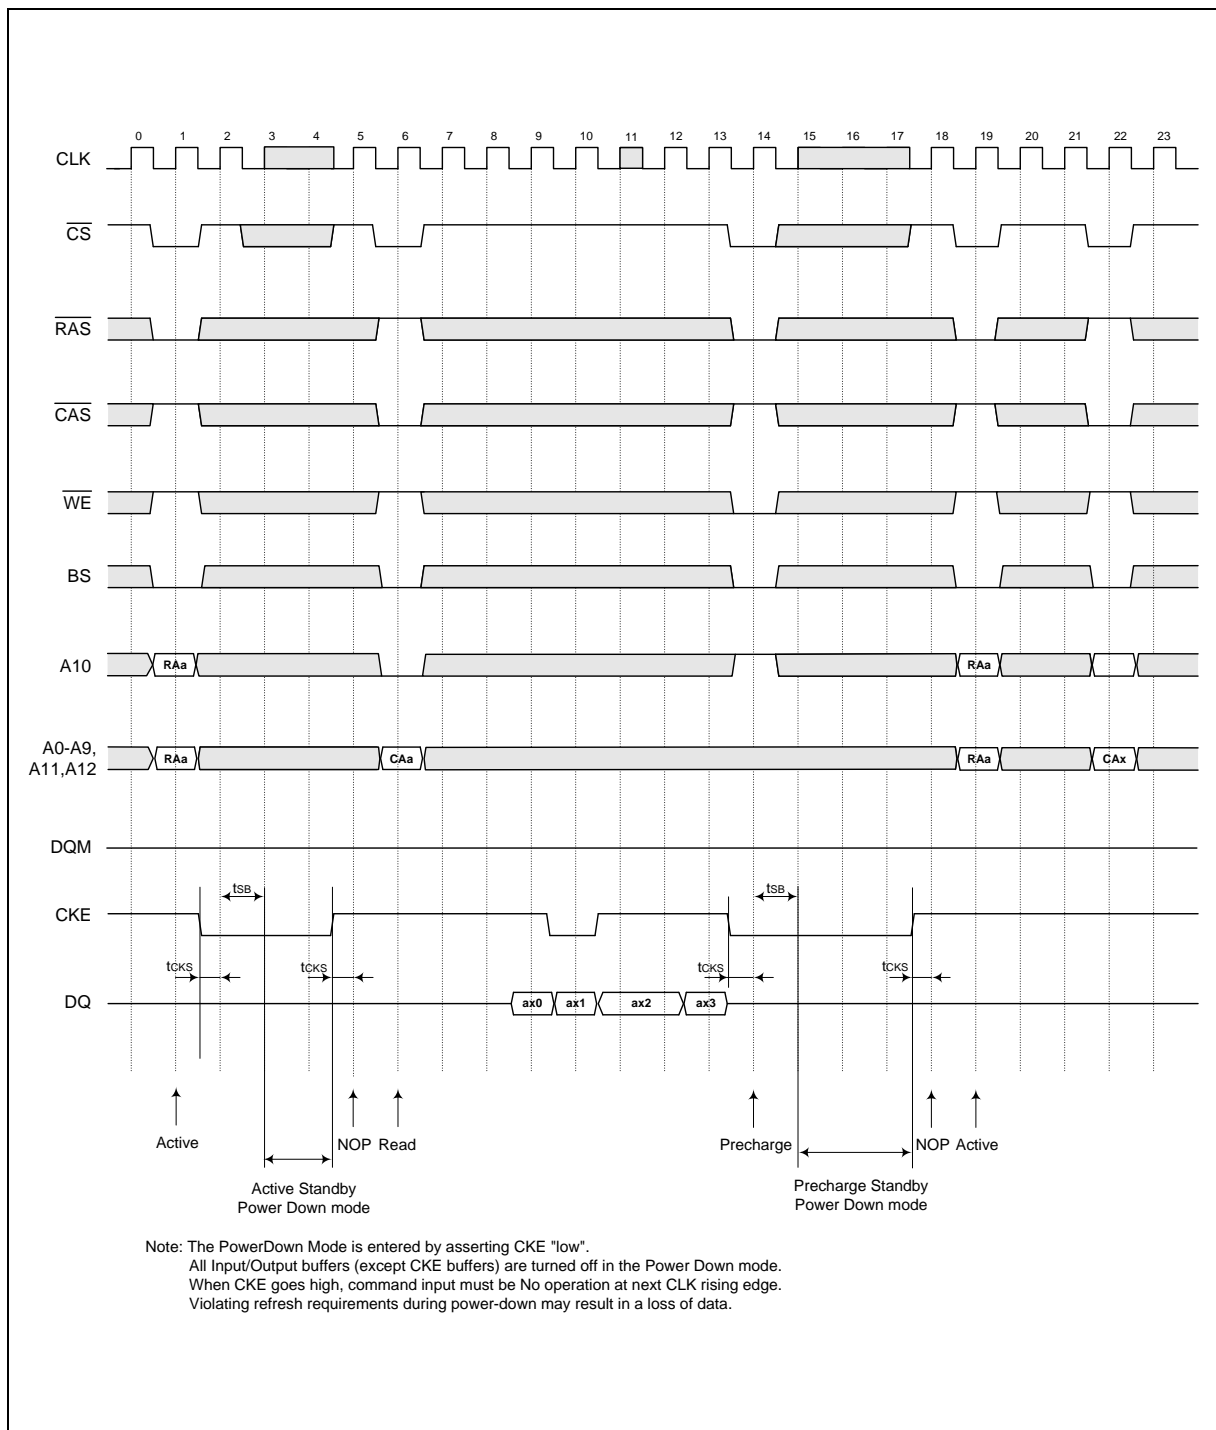 0 1 2 3 4 5 6 7 8 9 10 11 12 13 14 15 16 17 18 19 20 21 22 23
CLK
CS
RAS
CAS
WE
BS
A10 RAa RAa
A0-A9,
A11,A12 RAa CAa RAa CAx
DQM
tSB tSB
CKE
tCKS tCKS tCKS tCKS
DQ ax0 ax1 ax2 ax3
Active NOP Read Precharge NOP Active
Active Standby
Power Down mode
Precharge Standby
Power Down mode
Note: The PowerDown Mode is entered by asserting CKE "low".
All Input/Output buffers (except CKE buffers) are turned off in the Power Down mode.
When CKE goes high, command input must be No operation at next CLK rising edge.
Violating refresh requirements during power-down may result in a loss of data.